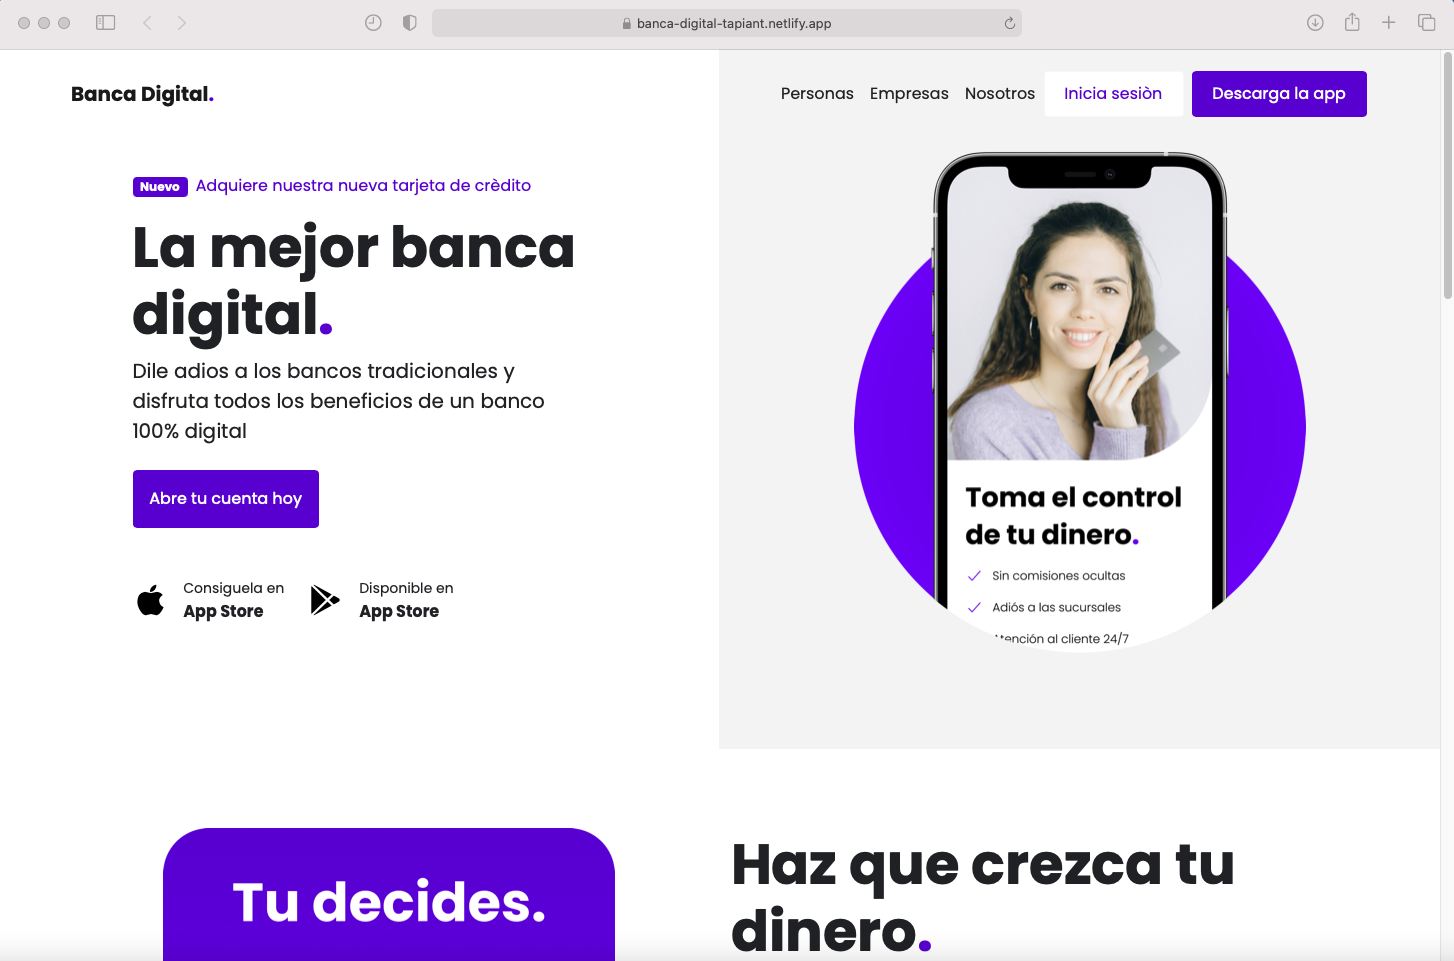 banca-digital-tapiant.netlify.app
Banca Digital.
Personas Empresas Nosotros Inicia sesiòn Descarga la app
Nuevo Adquiere nuestra nueva tarjeta de crèdito
La mejor banca
digital.
Dile adios a los bancos tradicionales y
disfruta todos los beneficios de un banco
100% digital
Abre tu cuenta hoy
Consiguela en
App Store
Disponible en
App Store
Toma el control
de tu dinero.
Sin comisiones ocultas
Adiós a las sucursales
Atención al cliente 24/7
Tu decides.
Haz que crezca tu
dinero.